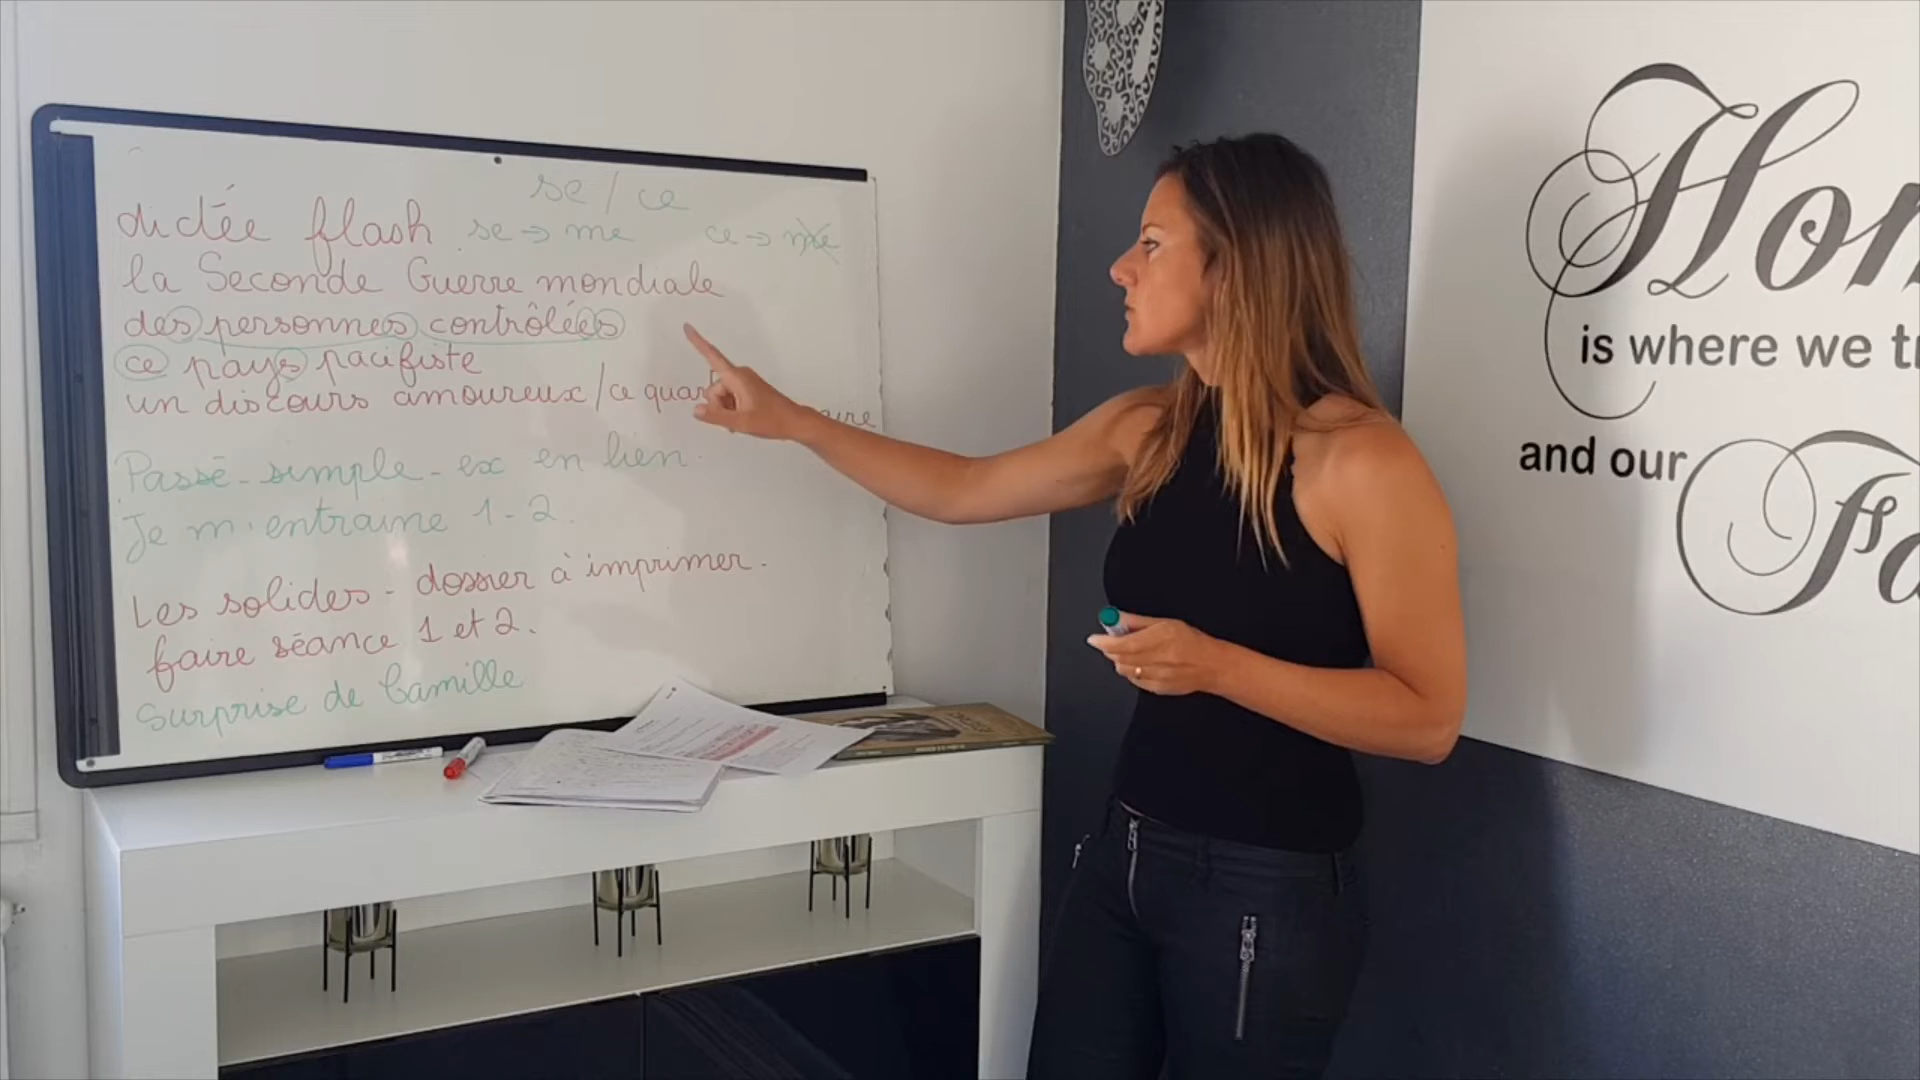 se / ce
dictée flash se → me ce → me
la Seconde Guerre mondiale
des personnes contrôlées
ce pays pacifiste
un discours amoureux / ce quar
Passé-simple - ex en lien.
Je m'entraine 1-2.
Les solides - dossier à imprimer.
faire séance 1 et 2.
Surprise de Camille
Hom
is where we tr
and our
Fa